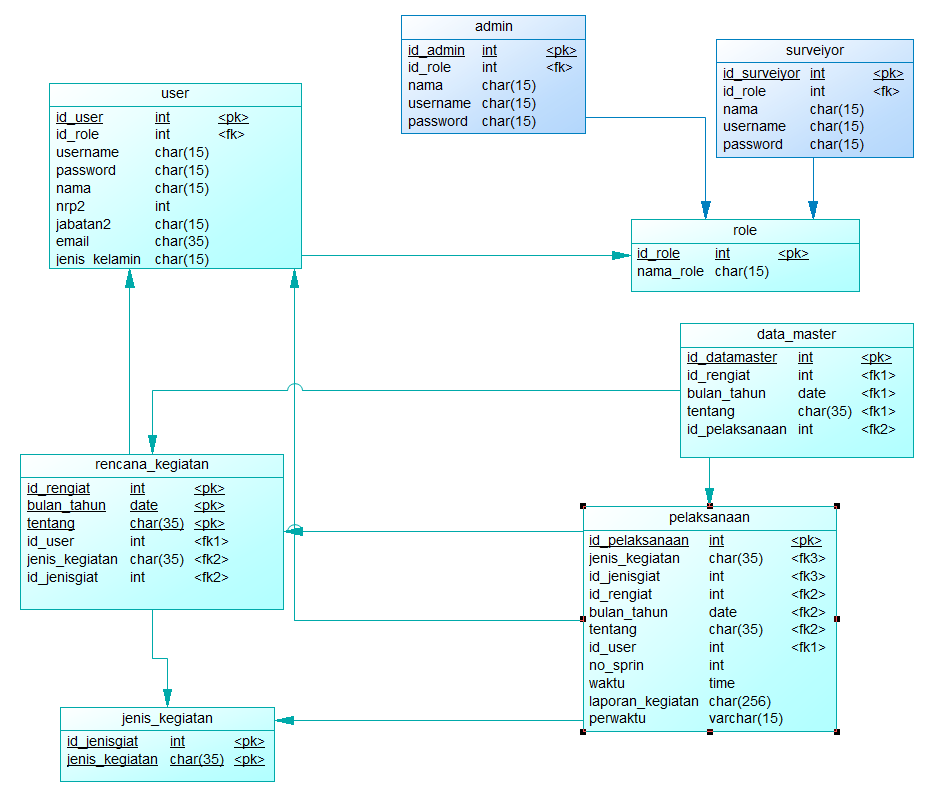 admin
id_admin int <pk>
id_role int <fk>
nama char(15)
username char(15)
password char(15)
surveiyor
id_surveiyor int <pk>
id_role int <fk>
nama char(15)
username char(15)
password char(15)
user
id_user int <pk>
id_role int <fk>
username char(15)
password char(15)
nama char(15)
nrp2 int
jabatan2 char(15)
email char(35)
jenis_kelamin char(15)
role
id_role int <pk>
nama_role char(15)
data_master
id_datamaster int <pk>
id_rengiat int <fk1>
bulan_tahun date <fk1>
tentang char(35) <fk1>
id_pelaksanaan int <fk2>
rencana_kegiatan
id_rengiat int <pk>
bulan_tahun date <pk>
tentang char(35) <pk>
id_user int <fk1>
jenis_kegiatan char(35) <fk2>
id_jenisgiat int <fk2>
pelaksanaan
id_pelaksanaan int <pk>
jenis_kegiatan char(35) <fk3>
id_jenisgiat int <fk3>
id_rengiat int <fk2>
bulan_tahun date <fk2>
tentang char(35) <fk2>
id_user int <fk1>
no_sprin int
waktu time
laporan_kegiatan char(256)
perwaktu varchar(15)
jenis_kegiatan
id_jenisgiat int <pk>
jenis_kegiatan char(35) <pk>